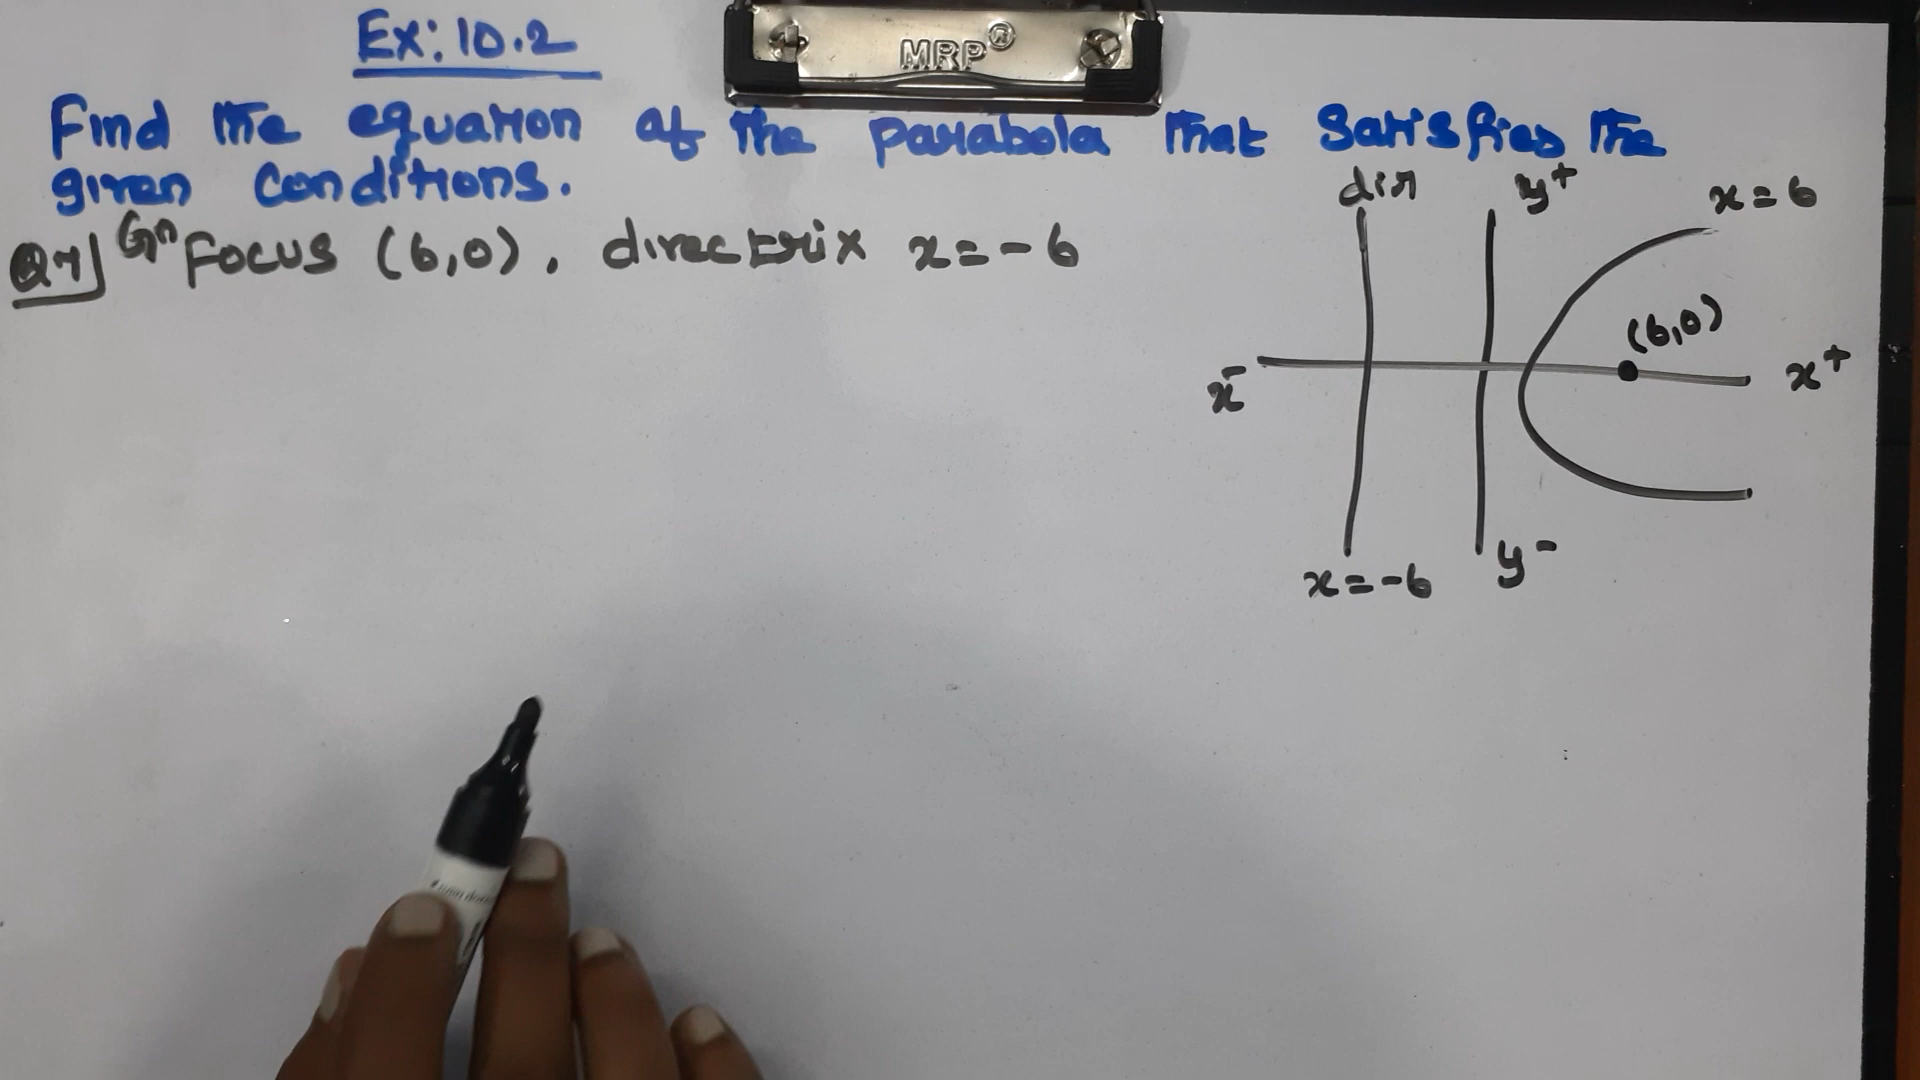 Ex: 10.2
MRP®
Find the equation of the parabola that satisfies the
given conditions.
Q7] Gn Focus (6,0), directrix x=-6
dir
y+
x=6
(6,0)
x-
x+
x=-6
y-